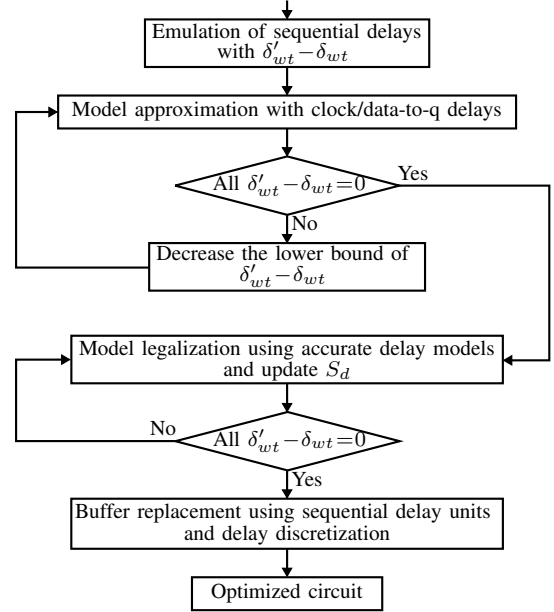 Emulation of sequential delays
with δ′wt−δwt
Model approximation with clock/data-to-q delays
All δ′wt−δwt=0
Yes
No
Decrease the lower bound of
δ′wt−δwt
Model legalization using accurate delay models
and update Sd
No
All δ′wt−δwt=0
Yes
Buffer replacement using sequential delay units
and delay discretization
Optimized circuit